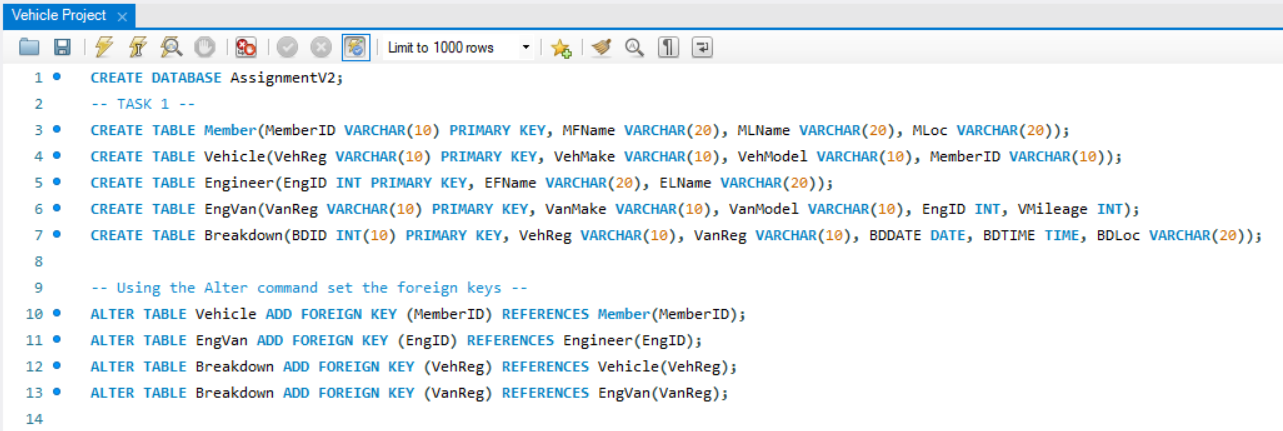 Vehicle Project ×
Limit to 1000 rows
1 CREATE DATABASE AssignmentV2;
2 -- TASK 1 --
3 CREATE TABLE Member(MemberID VARCHAR(10) PRIMARY KEY, MFName VARCHAR(20), MLName VARCHAR(20), MLoc VARCHAR(20));
4 CREATE TABLE Vehicle(VehReg VARCHAR(10) PRIMARY KEY, VehMake VARCHAR(10), VehModel VARCHAR(10), MemberID VARCHAR(10));
5 CREATE TABLE Engineer(EngID INT PRIMARY KEY, EFName VARCHAR(20), ELName VARCHAR(20));
6 CREATE TABLE EngVan(VanReg VARCHAR(10) PRIMARY KEY, VanMake VARCHAR(10), VanModel VARCHAR(10), EngID INT, VMileage INT);
7 CREATE TABLE Breakdown(BDID INT(10) PRIMARY KEY, VehReg VARCHAR(10), VanReg VARCHAR(10), BDDATE DATE, BDTIME TIME, BDLoc VARCHAR(20));
8
9 -- Using the Alter command set the foreign keys --
10 ALTER TABLE Vehicle ADD FOREIGN KEY (MemberID) REFERENCES Member(MemberID);
11 ALTER TABLE EngVan ADD FOREIGN KEY (EngID) REFERENCES Engineer(EngID);
12 ALTER TABLE Breakdown ADD FOREIGN KEY (VehReg) REFERENCES Vehicle(VehReg);
13 ALTER TABLE Breakdown ADD FOREIGN KEY (VanReg) REFERENCES EngVan(VanReg);
14